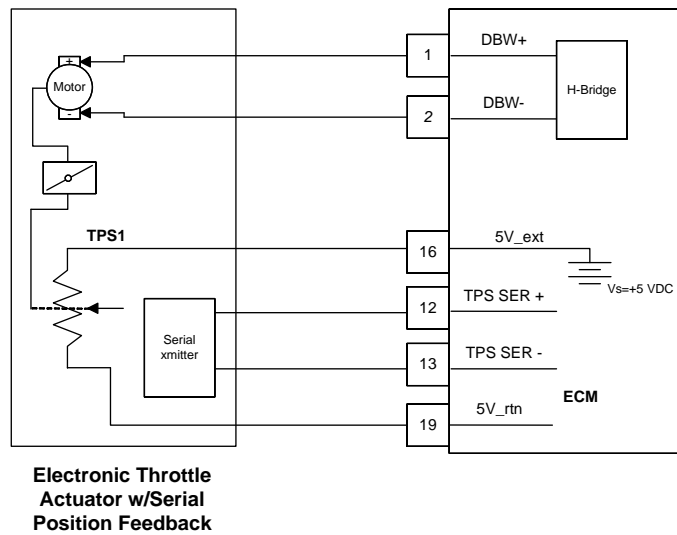 +
Motor
-
TPS1
Serial
xmitter
1
2
16
12
13
19
DBW+
DBW-
H-Bridge
5V_ext
Vs=+5 VDC
TPS SER +
TPS SER -
ECM
5V_rtn
Electronic Throttle
Actuator w/Serial
Position Feedback